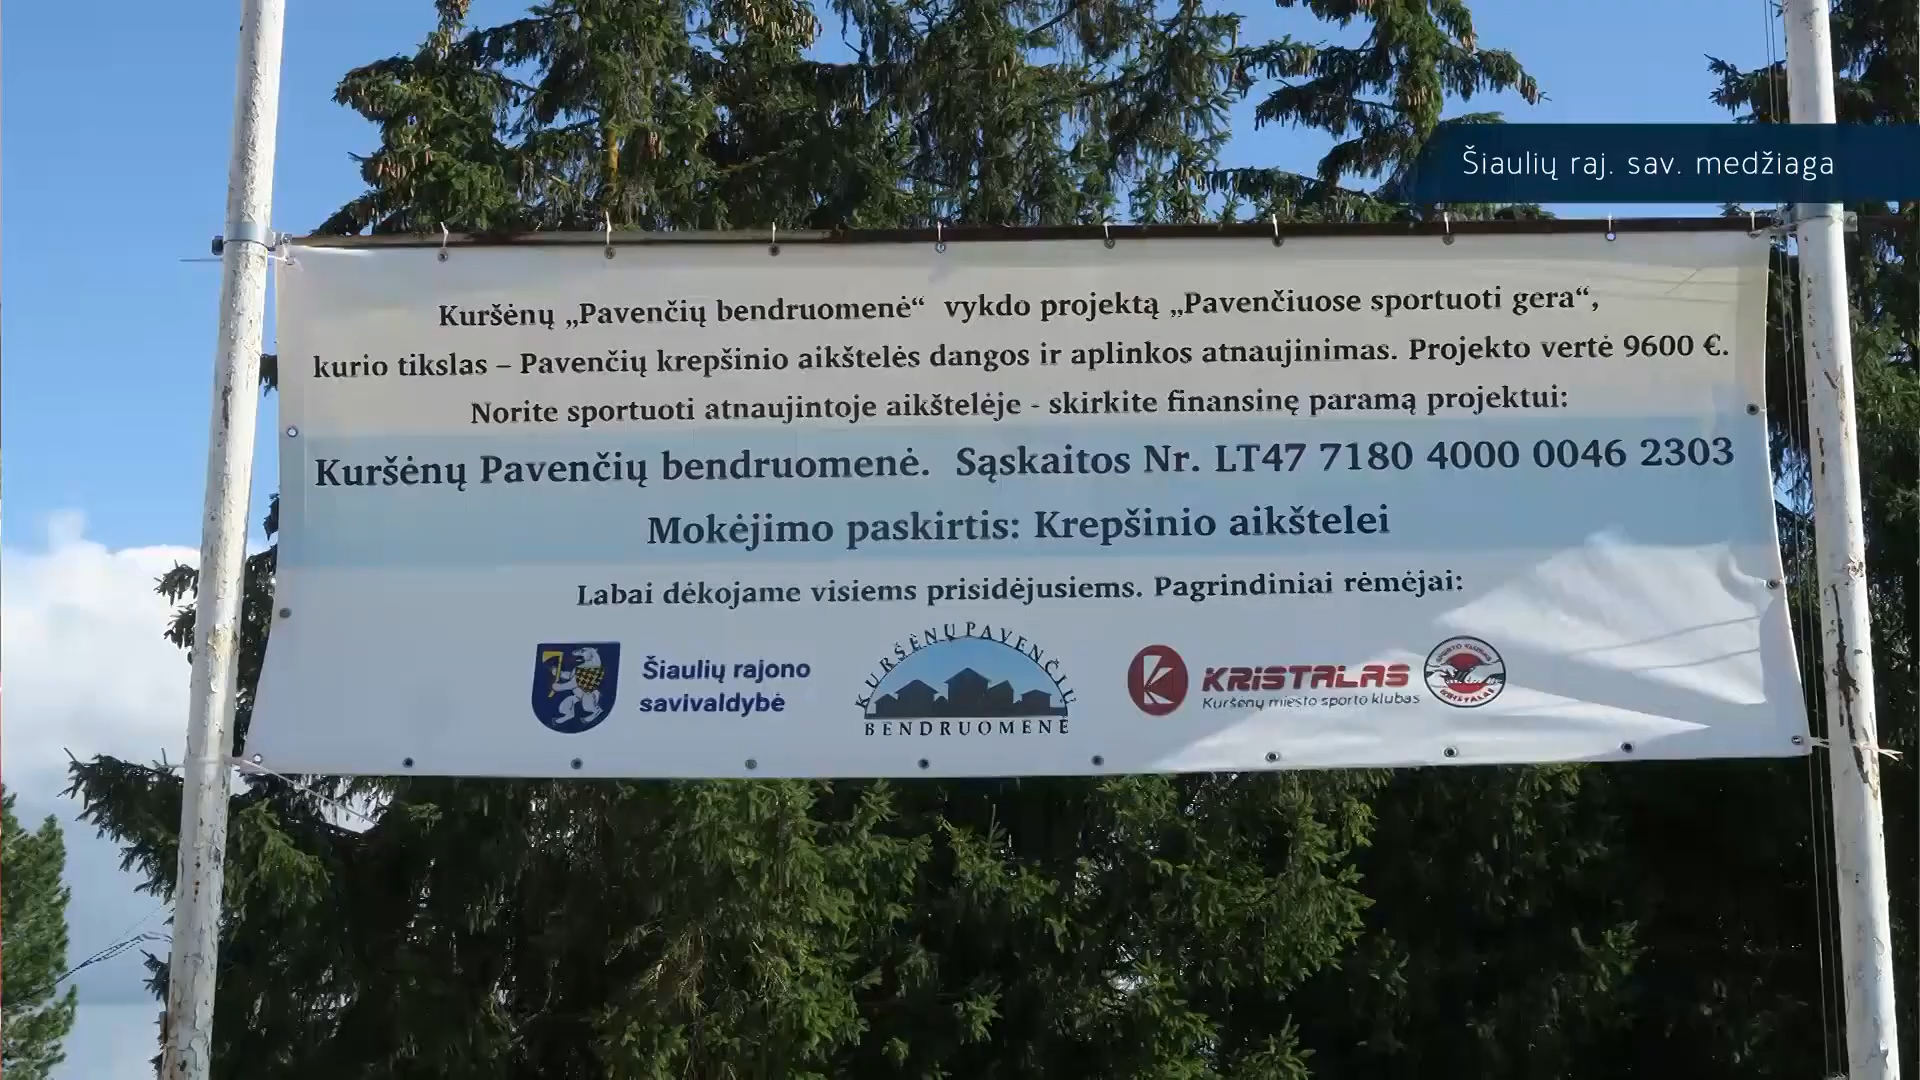 Šiaulių raj. sav. medžiaga
Kuršėnų „Pavenčių bendruomenė“ vykdo projektą „Pavenčiuose sportuoti gera“,
kurio tikslas – Pavenčių krepšinio aikštelės dangos ir aplinkos atnaujinimas. Projekto vertė 9600 €.
Norite sportuoti atnaujintoje aikštelėje - skirkite finansinę paramą projektui:
Kuršėnų Pavenčių bendruomenė. Sąskaitos Nr. LT47 7180 4000 0046 2303
Mokėjimo paskirtis: Krepšinio aikštelei
Labai dėkojame visiems prisidėjusiems. Pagrindiniai rėmėjai:
Šiaulių rajono
savivaldybė
KURŠĖNŲ PAVENČIŲ
BENDRUOMENĖ
K KRISTALAS
Kuršėnų miesto sporto klubas